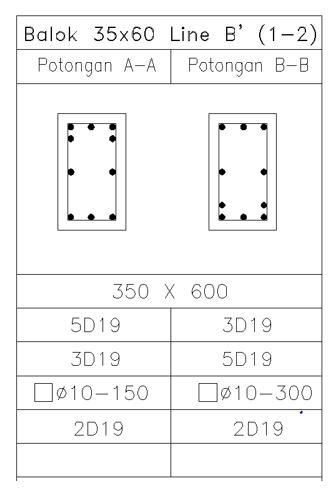 Balok 35x60 Line B' (1-2)
Potongan A-A Potongan B-B
350 X 600
5D19 3D19
3D19 5D19
□ø10-150 □ø10-300
2D19 2D19